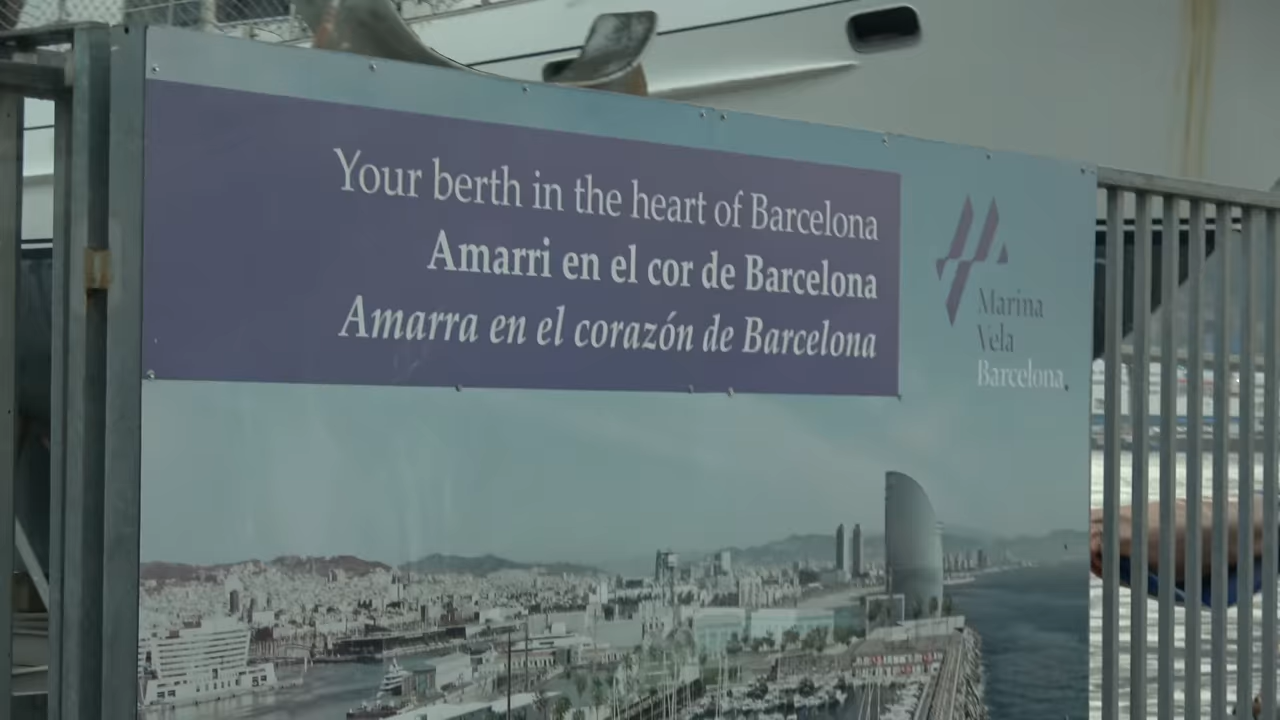 Your berth in the heart of Barcelona
Amarri en el cor de Barcelona
Amarra en el corazón de Barcelona
Marina
Vela
Barcelona